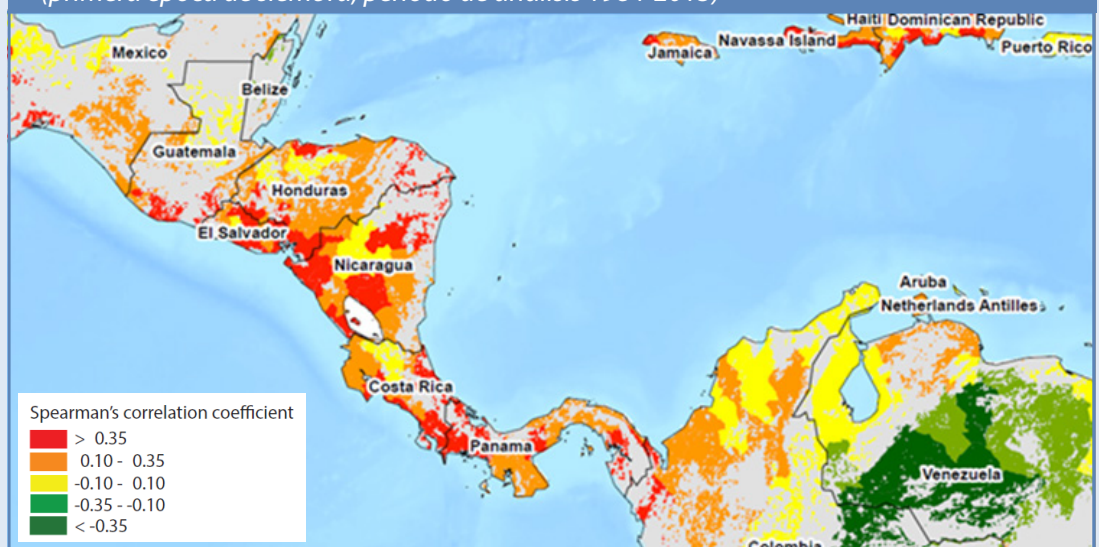 Haiti Dominican Republic
Mexico
Navassa Island
Jamaica
Puerto Rico
Belize
Guatemala
Honduras
El Salvador
Nicaragua
Aruba
Netherlands Antilles
Costa Rica
Panama
Venezuela
Colombia
Spearman's correlation coefficient
> 0.35
0.10 - 0.35
-0.10 - 0.10
-0.35 - -0.10
< -0.35